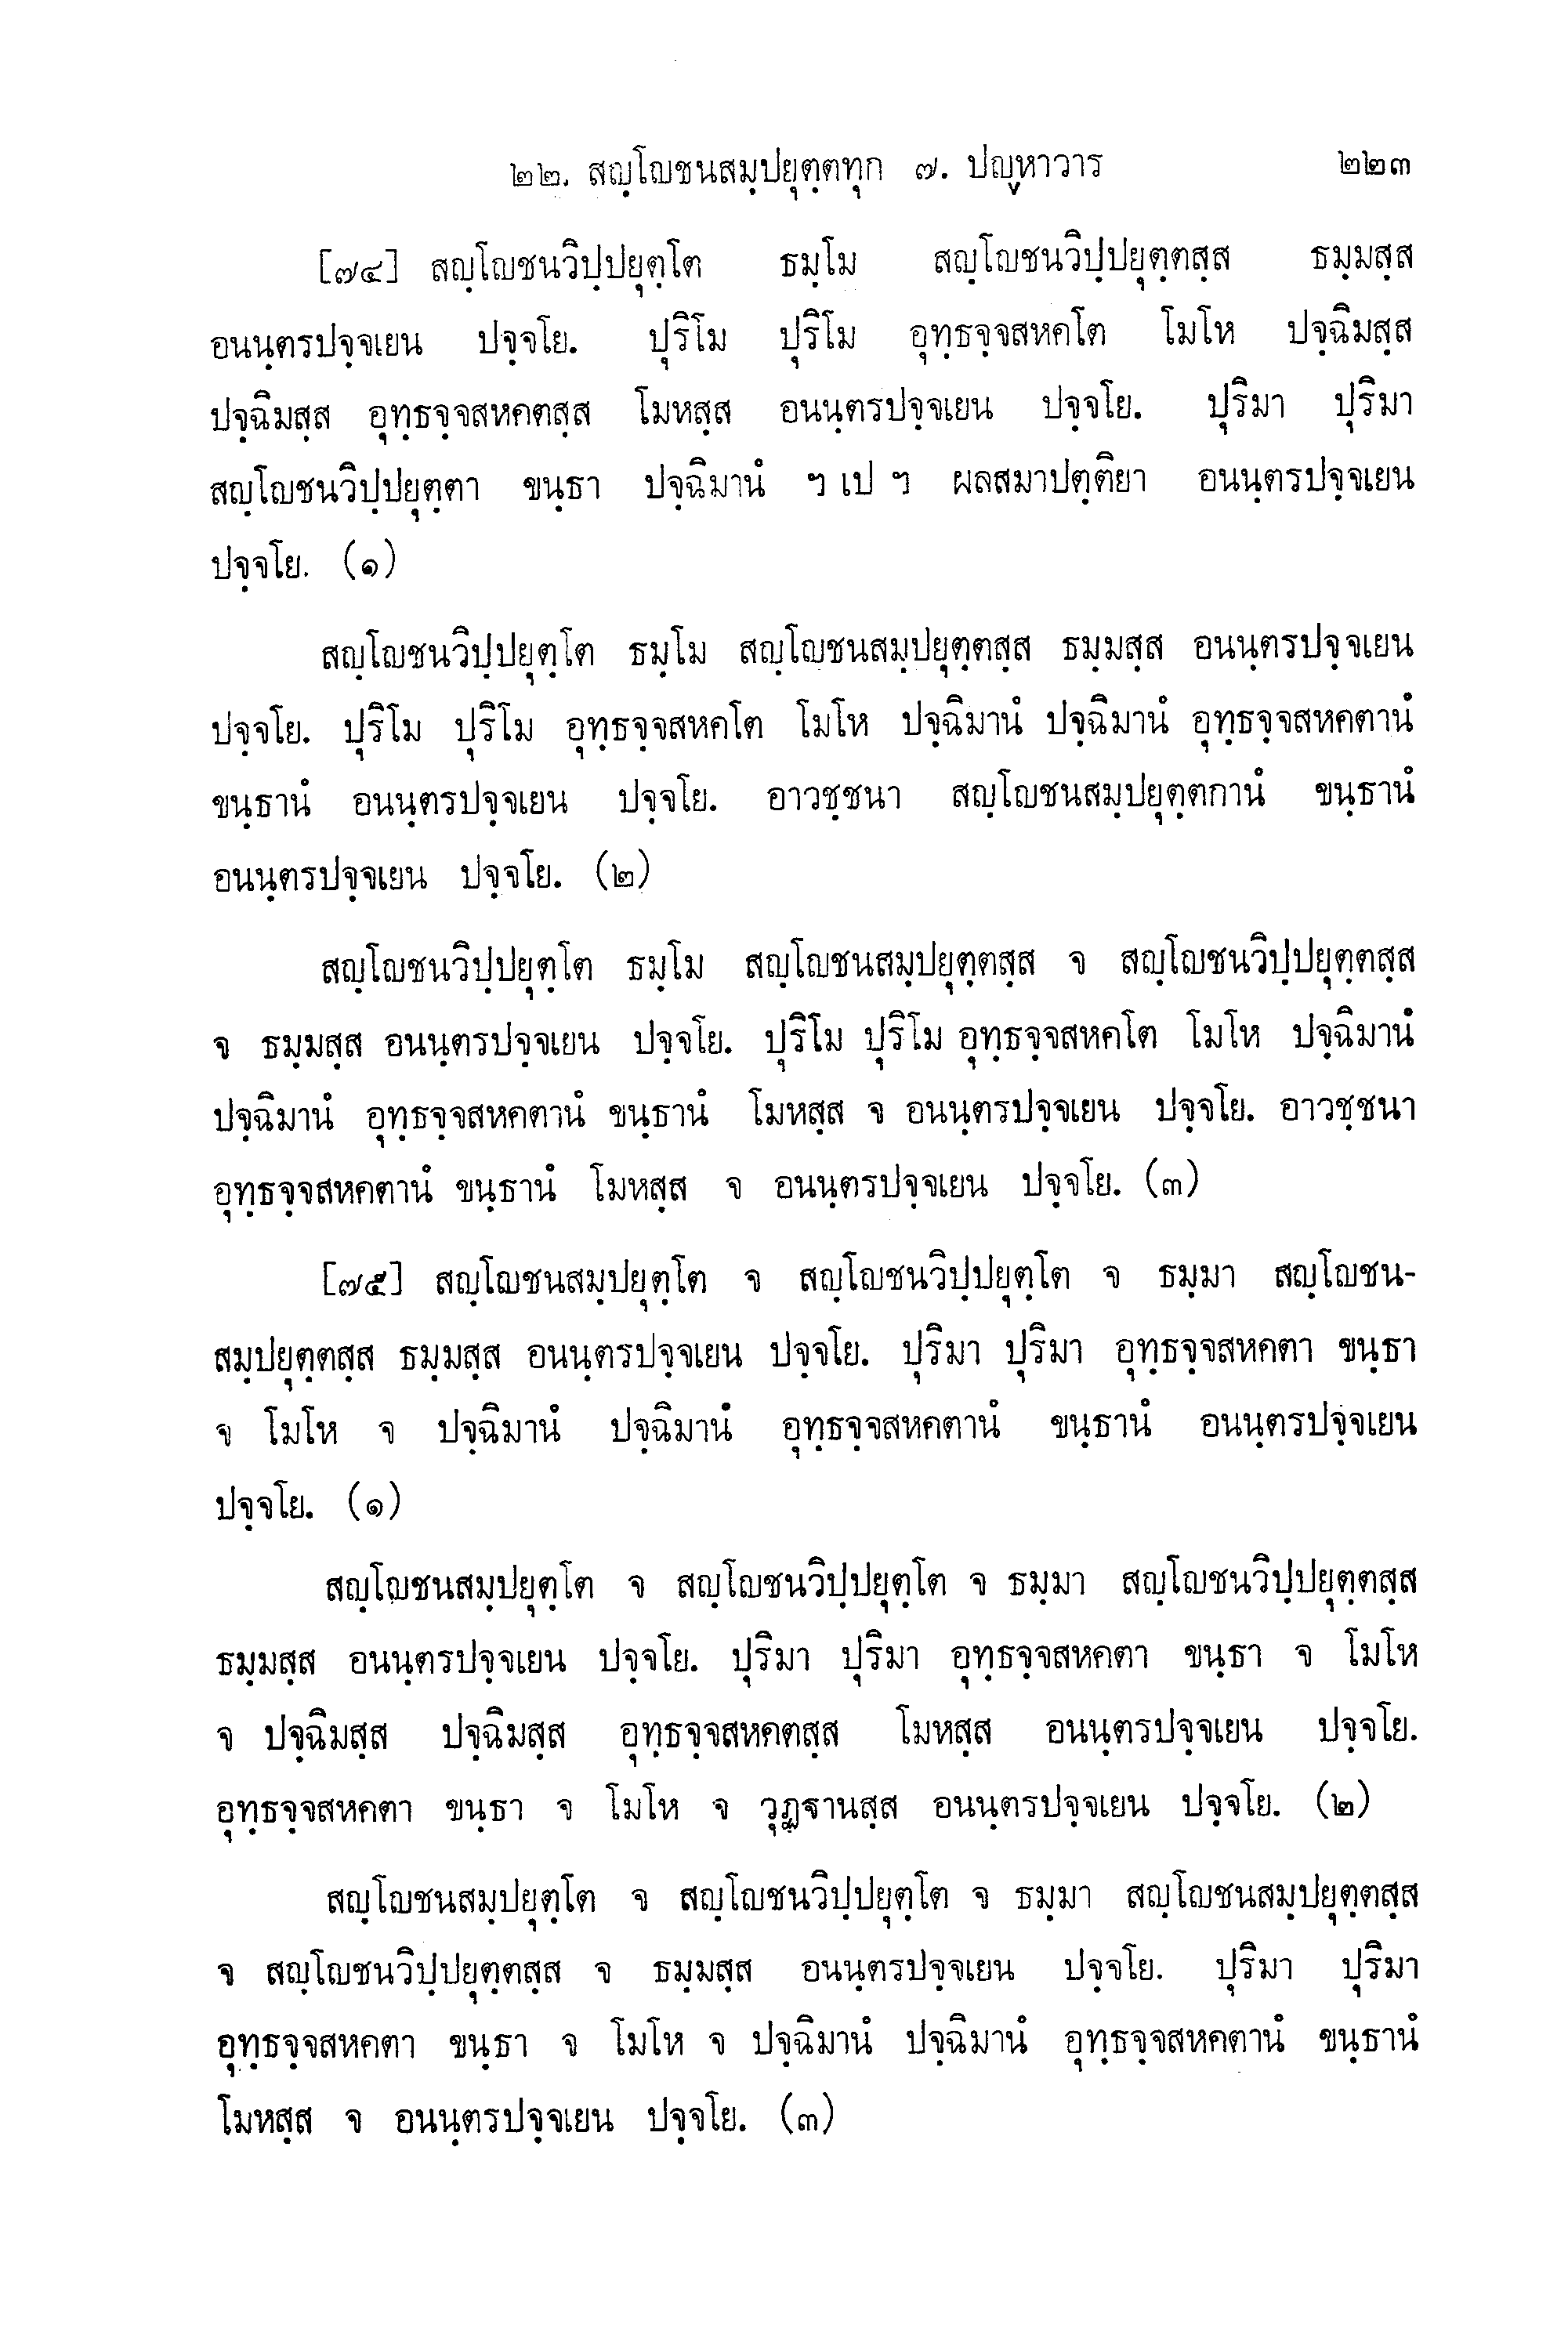 ๒๒. สญฺโญชนสมฺปยุตฺตทุก ๗. ปญฺหาวาร ๒๒๓
[๗๔] สญฺโญชนวิปฺปยุตฺโต ธมฺโม สญฺโญชนวิปฺปยุตฺตสฺส ธมฺมสฺส
อนนฺตรปจฺจเยน ปจฺจโย. ปุริโม ปุริโม อุทฺธจฺจสหคโต โมโห ปจฺฉิมสฺส
ปจฺฉิมสฺส อุทฺธจฺจสหคตสฺส โมหสฺส อนนฺตรปจฺจเยน ปจฺจโย. ปุริมา ปุริมา
สญฺโญชนวิปฺปยุตฺตา ขนฺธา ปจฺฉิมานํ ฯ เป ฯ ผลสมาปตฺติยา อนนฺตรปจฺจเยน
ปจฺจโย. (๑)
สญฺโญชนวิปฺปยุตฺโต ธมฺโม สญฺโญชนสมฺปยุตฺตสฺส ธมฺมสฺส อนนฺตรปจฺจเยน
ปจฺจโย. ปุริโม ปุริโม อุทฺธจฺจสหคโต โมโห ปจฺฉิมานํ ปจฺฉิมานํ อุทฺธจฺจสหคตานํ
ขนฺธานํ อนนฺตรปจฺจเยน ปจฺจโย. อาวชฺชนา สญฺโญชนสมฺปยุตฺตกานํ ขนฺธานํ
อนนฺตรปจฺจเยน ปจฺจโย. (๒)
สญฺโญชนวิปฺปยุตฺโต ธมฺโม สญฺโญชนสมฺปยุตฺตสฺส จ สญฺโญชนวิปฺปยุตฺตสฺส
จ ธมฺมสฺส อนนฺตรปจฺจเยน ปจฺจโย. ปุริโม ปุริโม อุทฺธจฺจสหคโต โมโห ปจฺฉิมานํ
ปจฺฉิมานํ อุทฺธจฺจสหคตานํ ขนฺธานํ โมหสฺส จ อนนฺตรปจฺจเยน ปจฺจโย. อาวชฺชนา
อุทฺธจฺจสหคตานํ ขนฺธานํ โมหสฺส จ อนนฺตรปจฺจเยน ปจฺจโย. (๓)
[๗๕] สญฺโญชนสมฺปยุตฺโต จ สญฺโญชนวิปฺปยุตฺโต จ ธมฺมา สญฺโญชน-
สมฺปยุตฺตสฺส ธมฺมสฺส อนนฺตรปจฺจเยน ปจฺจโย. ปุริมา ปุริมา อุทฺธจฺจสหคตา ขนฺธา
จ โมโห จ ปจฺฉิมานํ ปจฺฉิมานํ อุทฺธจฺจสหคตานํ ขนฺธานํ อนนฺตรปจฺจเยน
ปจฺจโย. (๑)
สญฺโญชนสมฺปยุตฺโต จ สญฺโญชนวิปฺปยุตฺโต จ ธมฺมา สญฺโญชนวิปฺปยุตฺตสฺส
ธมฺมสฺส อนนฺตรปจฺจเยน ปจฺจโย. ปุริมา ปุริมา อุทฺธจฺจสหคตา ขนฺธา จ โมโห
จ ปจฺฉิมสฺส ปจฺฉิมสฺส อุทฺธจฺจสหคตสฺส โมหสฺส อนนฺตรปจฺจเยน ปจฺจโย.
อุทฺธจฺจสหคตา ขนฺธา จ โมโห จ วุฏฺฐานสฺส อนนฺตรปจฺจเยน ปจฺจโย. (๒)
สญฺโญชนสมฺปยุตฺโต จ สญฺโญชนวิปฺปยุตฺโต จ ธมฺมา สญฺโญชนสมฺปยุตฺตสฺส
จ สญฺโญชนวิปฺปยุตฺตสฺส จ ธมฺมสฺส อนนฺตรปจฺจเยน ปจฺจโย. ปุริมา ปุริมา
อุทฺธจฺจสหคตา ขนฺธา จ โมโห จ ปจฺฉิมานํ ปจฺฉิมานํ อุทฺธจฺจสหคตานํ ขนฺธานํ
โมหสฺส จ อนนฺตรปจฺจเยน ปจฺจโย. (๓)